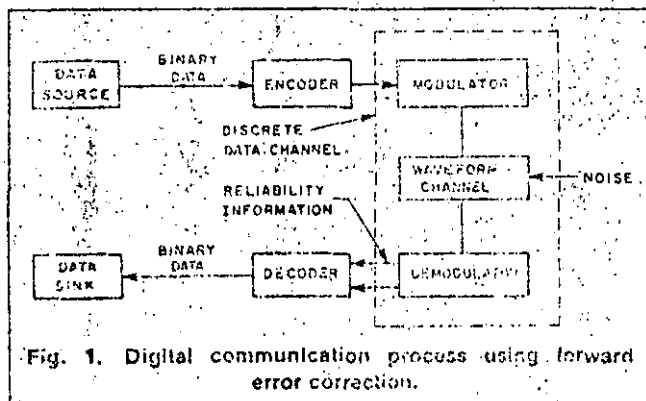 DATA
SOURCE
BINARY
DATA
ENCODER
MODULATOR
DISCRETE
DATA CHANNEL
WAVEFORM
CHANNEL
NOISE
RELIABILITY
INFORMATION
DATA
SINK
BINARY
DATA
DECODER
DEMODULATOR
Fig. 1. Digital communication process using forward
error correction.